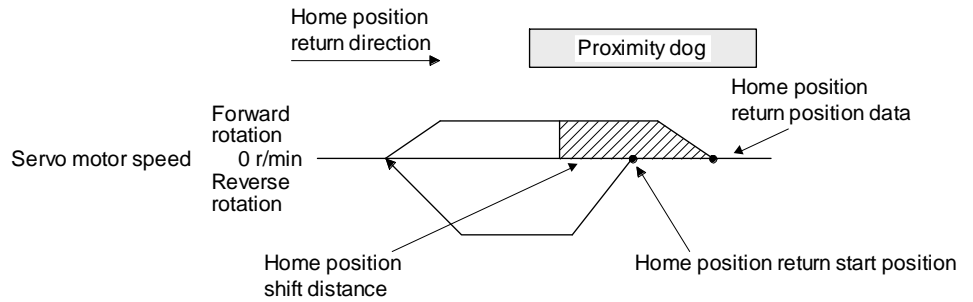 Home position
return direction
Proximity dog
Home position
return position data
Forward
rotation
Servo motor speed
0 r/min
Reverse
rotation
Home position
shift distance
Home position return start position